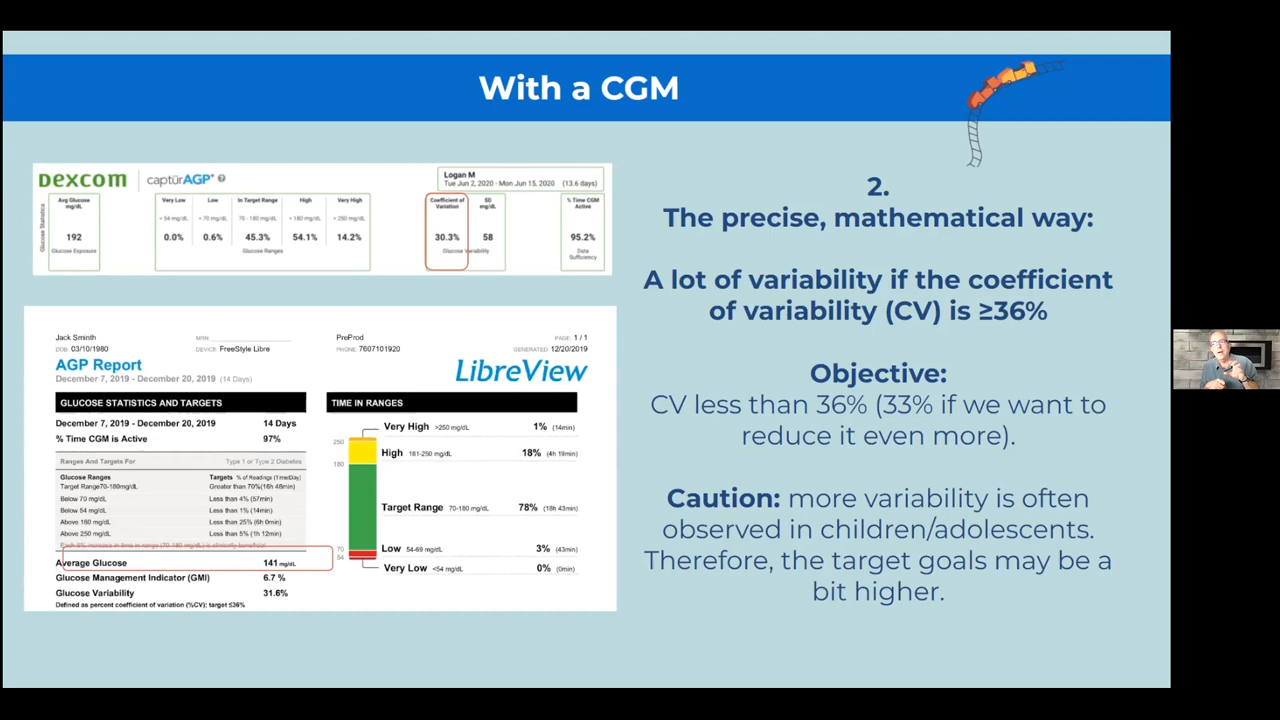 With a CGM
DEXCOM captūrAGP
Logan M
Tue Jun 2, 2020 - Mon Jun 15, 2020 (13.6 days)
Glucose Statistics
Avg Glucose
mg/dL
192
Glucose Exposure
Very Low Low In Target Range High Very High
< 54 mg/dL < 70 mg/dL 70 - 180 mg/dL > 180 mg/dL > 250 mg/dL
0.0% 0.6% 45.3% 54.1% 14.2%
Glucose Ranges
Coefficient of
Variation
SD
mg/dL
30.3% 58
Glucose Variability
% Time CGM
Active
95.2%
Data
Sufficiency
Jack Sminth
DOB: 03/10/1980
MRN:
DEVICE: FreeStyle Libre
PreProd
PHONE: 7607101920
PAGE: 1 / 1
GENERATED: 12/20/2019
AGP Report
December 7, 2019 - December 20, 2019 (14 Days)
LibreView
GLUCOSE STATISTICS AND TARGETS
December 7, 2019 - December 20, 2019 14 Days
% Time CGM is Active 97%
Ranges And Targets For Type 1 or Type 2 Diabetes
Glucose Ranges Targets % of Readings (Time/Day)
Target Range70-180mg/dL Greater than 70%(16h 48min)
Below 70 mg/dL Less than 4% (57min)
Below 54 mg/dL Less than 1% (14min)
Above 250 mg/dL Less than 5% (1h 12min)
Each 5% increase in time in range (70-180 mg/dL) is clinically beneficial.
Average Glucose 141 mg/dL
Glucose Management Indicator (GMI) 6.7 %
Glucose Variability 31.6%
Defined as percent coefficient of variation (%CV); target ≤36%
TIME IN RANGES
250
180
70
54
Very High >250 mg/dL 1% (14min)
High 181-250 mg/dL 18% (4h 19min)
Target Range 70-180 mg/dL 78% (18h 43min)
Low 54-69 mg/dL 3% (43min)
Very Low <54 mg/dL 0% (0min)
2.
The precise, mathematical way:
A lot of variability if the coefficient
of variability (CV) is ≥36%
Objective:
CV less than 36% (33% if we want to
reduce it even more).
Caution: more variability is often
observed in children/adolescents.
Therefore, the target goals may be a
bit higher.